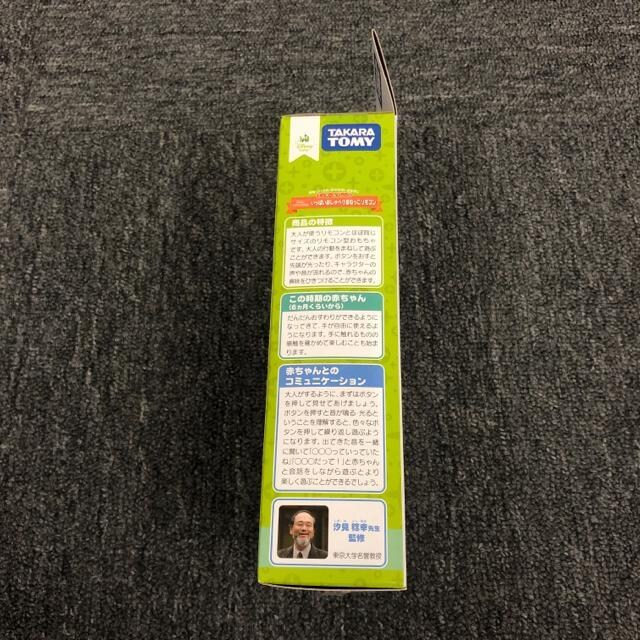 Disney
TAKARA
TOMY
いっぱいおしゃべりまねっこリモコン
商品の特徴
大人が使うリモコンとほぼ同じ
サイズのリモコン型おもちゃ
です。大人の行動をまねして遊ぶ
ことができます。ボタンをおすと
先端が光ったり、キャラクターの
声や音が流れるので、赤ちゃんの
興味をひきつけることができます。
この時期の赤ちゃん
(6ヵ月くらいから)
だんだんおすわりができるように
なってきて、手が自由に使えるよ
うになります。手に触れるものの
感触を確かめて楽しむことも始ま
ります。
赤ちゃんとの
コミュニケーション
大人がするように、まずはボタン
を押して見せてあげましょう。
ボタンを押すと音が鳴る・光ると
いうことを理解すると、色々なボ
タンを押して繰り返し遊ぶよう
になります。出てきた音を一緒
に聞いて「〇〇〇っていっていた
ね」「〇〇〇だって！」と赤ちゃん
と会話をしながら遊ぶとより
楽しく遊ぶことができるでしょう。
汐見 稔幸先生
監修
東京大学名誉教授